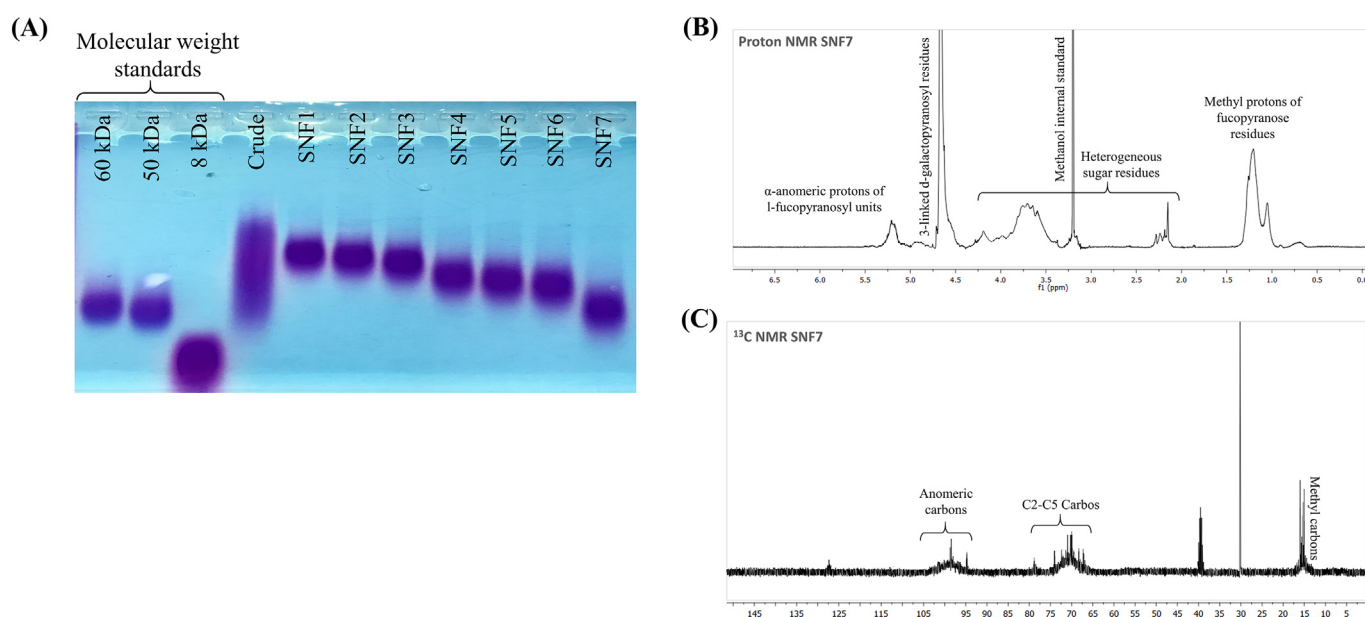 (A)
Molecular weight
standards
60 kDa
50 kDa
8 kDa
Crude
SNF1
SNF2
SNF3
SNF4
SNF5
SNF6
SNF7
(B)
Proton NMR SNF7
α-anomeric protons of
l-fucopyranosyl units
3-linked d-galactopyranosyl residues
Methanol internal standard
Heterogeneous
sugar residues
Methyl protons of
fucopyranose
residues
6.0 5.5 5.0 4.5 4.0 3.5 3.0 2.5 2.0 1.5 1.0 0.5 0.0
f1 (ppm)
(C)
13C NMR SNF7
Anomeric
carbons
C2-C5 Carbos
Methyl carbons
145 135 125 115 105 95 90 85 80 75 70 65 60 55 50 45 40 35 30 25 20 15 10 5